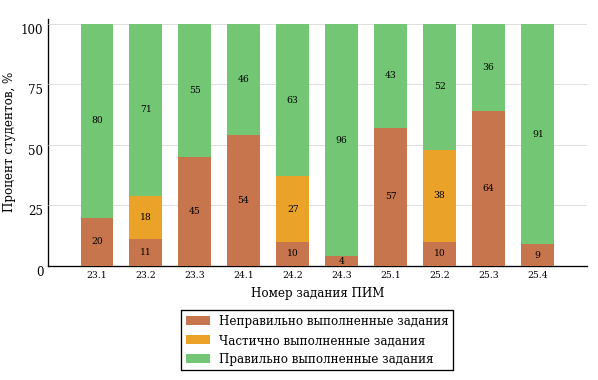 Процент студентов, %
100
75
50
25
0
80 71 55 46 63 96 43 52 36 91
18 27 38
20 11 45 54 10 4 57 10 64 9
23.1 23.2 23.3 24.1 24.2 24.3 25.1 25.2 25.3 25.4
Номер задания ПИМ
Неправильно выполненные задания
Частично выполненные задания
Правильно выполненные задания